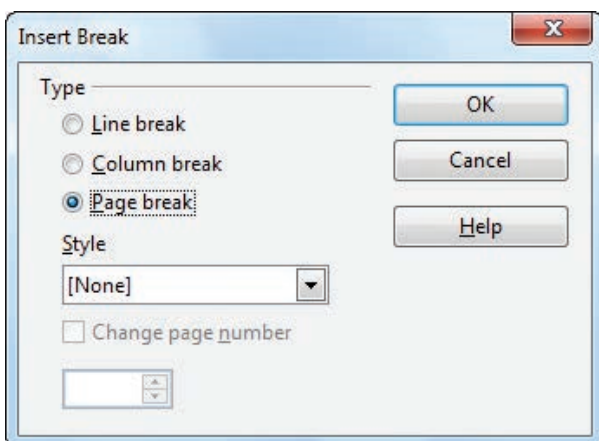 Insert Break
Type
Line break
Column break
Page break
Style
[None]
Change page number
OK
Cancel
Help